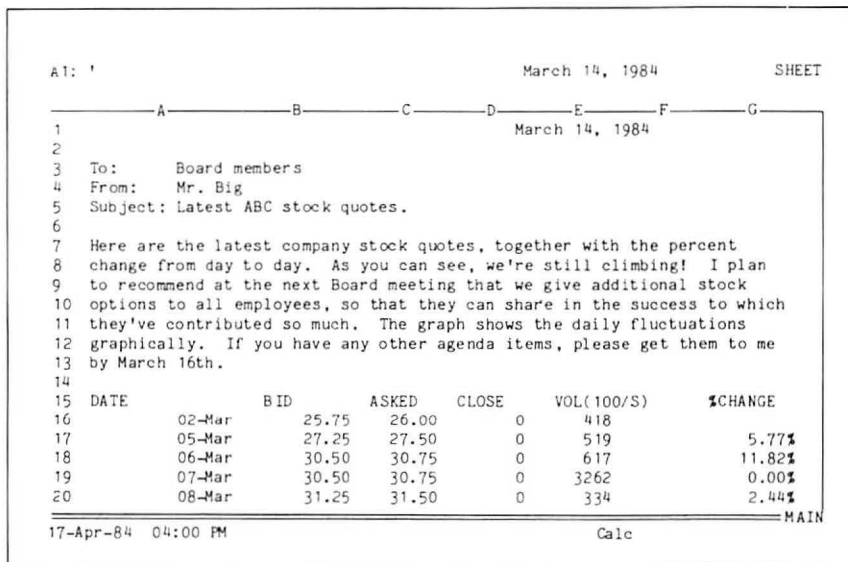 A1: ' March 14, 1984 SHEET
A B C D E F G
1 March 14, 1984
2
3 To: Board members
4 From: Mr. Big
5 Subject: Latest ABC stock quotes.
6
7 Here are the latest company stock quotes, together with the percent
8 change from day to day. As you can see, we're still climbing! I plan
9 to recommend at the next Board meeting that we give additional stock
10 options to all employees, so that they can share in the success to which
11 they've contributed so much. The graph shows the daily fluctuations
12 graphically. If you have any other agenda items, please get them to me
13 by March 16th.
14
15 DATE BID ASKED CLOSE VOL(100/S) %CHANGE
16 02-Mar 25.75 26.00 0 418
17 05-Mar 27.25 27.50 0 519 5.77%
18 06-Mar 30.50 30.75 0 617 11.82%
19 07-Mar 30.50 30.75 0 3262 0.00%
20 08-Mar 31.25 31.50 0 334 2.44%
MAIN
17-Apr-84 04:00 PM Calc